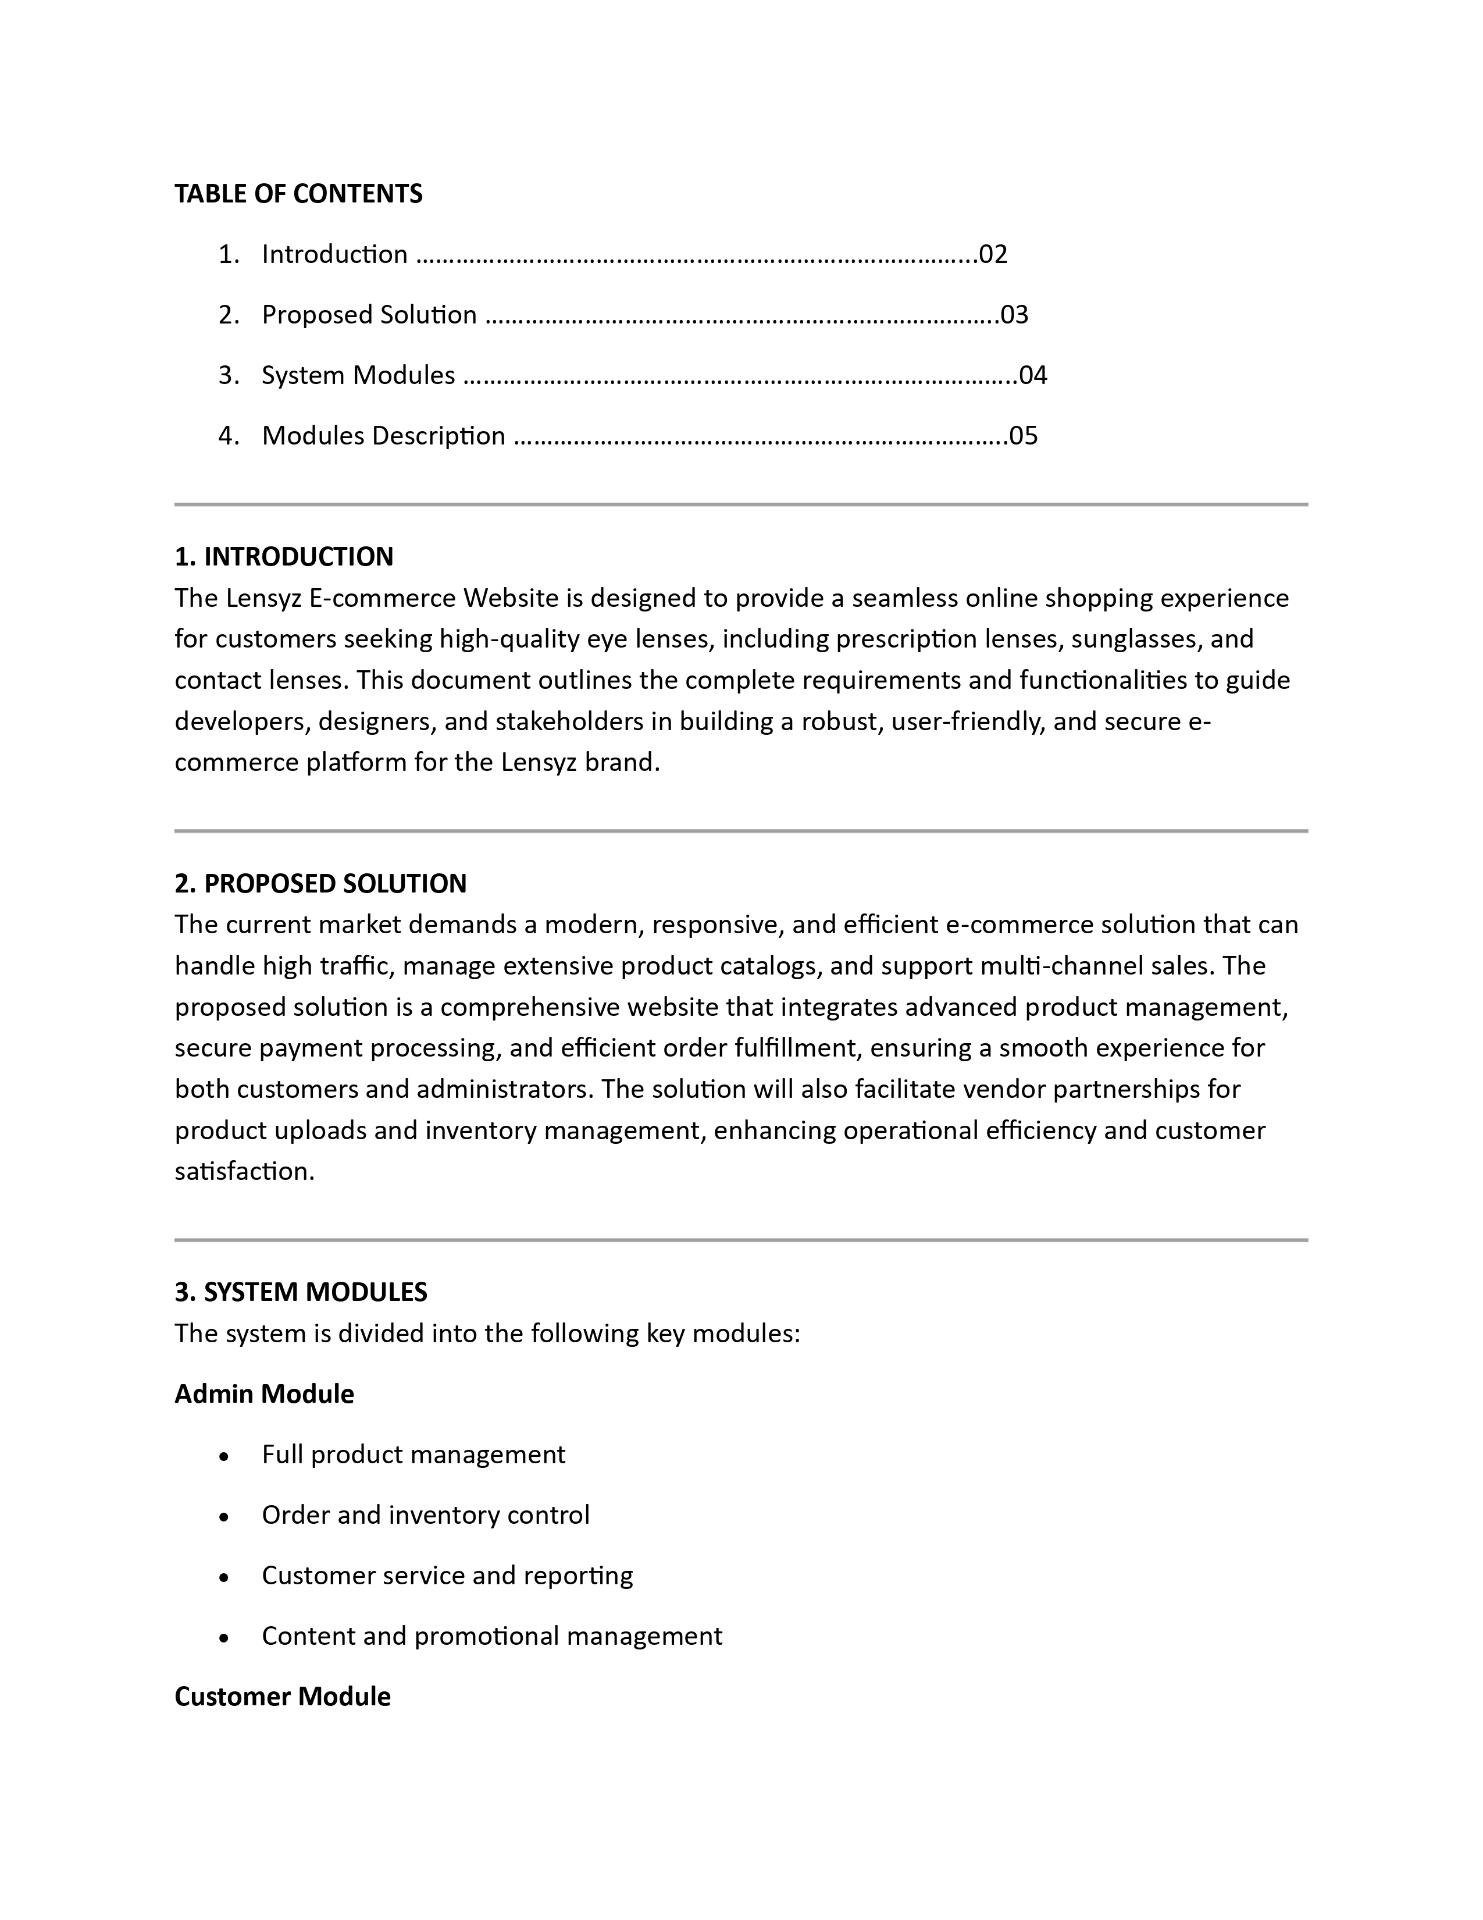 TABLE OF CONTENTS
1. Introduction ……………………………………………………………………………..02
2. Proposed Solution ……………………………………………………………………..03
3. System Modules …………………………………………………………………………..04
4. Modules Description …………………………………………………………………..05
1. INTRODUCTION
The Lensyz E-commerce Website is designed to provide a seamless online shopping experience
for customers seeking high-quality eye lenses, including prescription lenses, sunglasses, and
contact lenses. This document outlines the complete requirements and functionalities to guide
developers, designers, and stakeholders in building a robust, user-friendly, and secure e-
commerce platform for the Lensyz brand.
2. PROPOSED SOLUTION
The current market demands a modern, responsive, and efficient e-commerce solution that can
handle high traffic, manage extensive product catalogs, and support multi-channel sales. The
proposed solution is a comprehensive website that integrates advanced product management,
secure payment processing, and efficient order fulfillment, ensuring a smooth experience for
both customers and administrators. The solution will also facilitate vendor partnerships for
product uploads and inventory management, enhancing operational efficiency and customer
satisfaction.
3. SYSTEM MODULES
The system is divided into the following key modules:
Admin Module
• Full product management
• Order and inventory control
• Customer service and reporting
• Content and promotional management
Customer Module